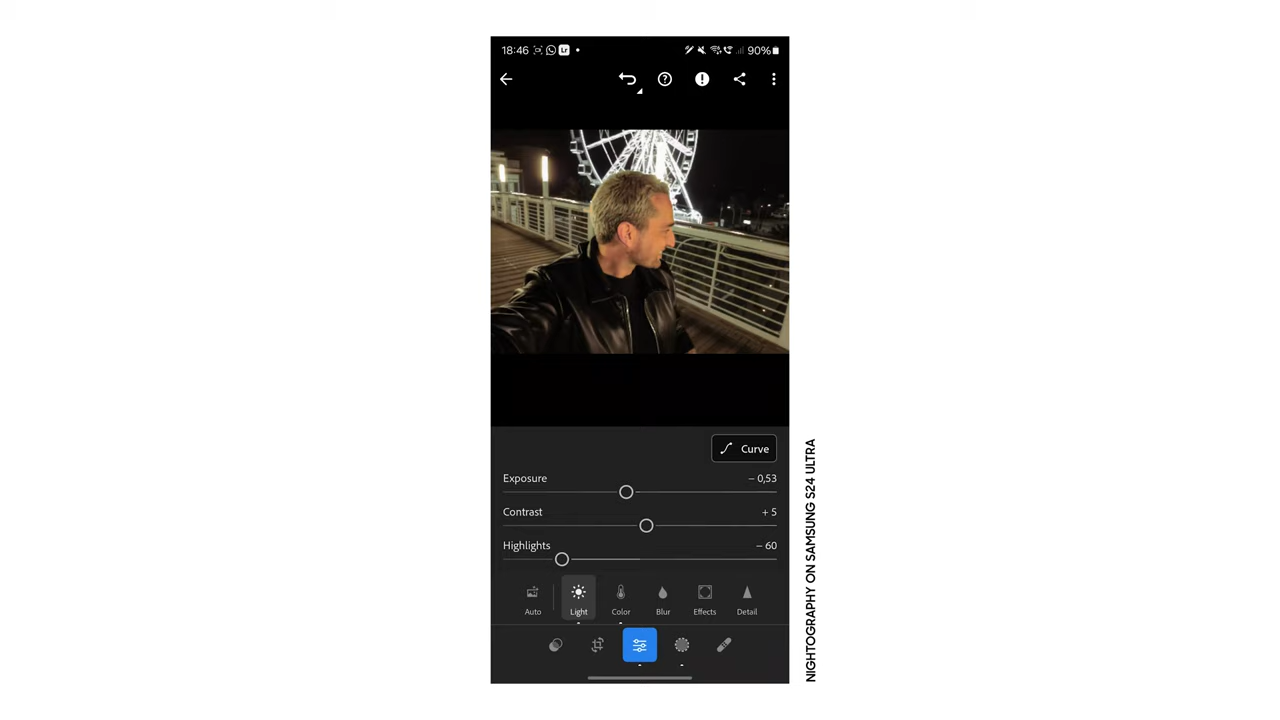 18:46 Lr 90%
Curve
Exposure − 0,53
Contrast + 5
Highlights − 60
Auto Light Color Blur Effects Detail
NIGHTOGRAPHY ON SAMSUNG S24 ULTRA